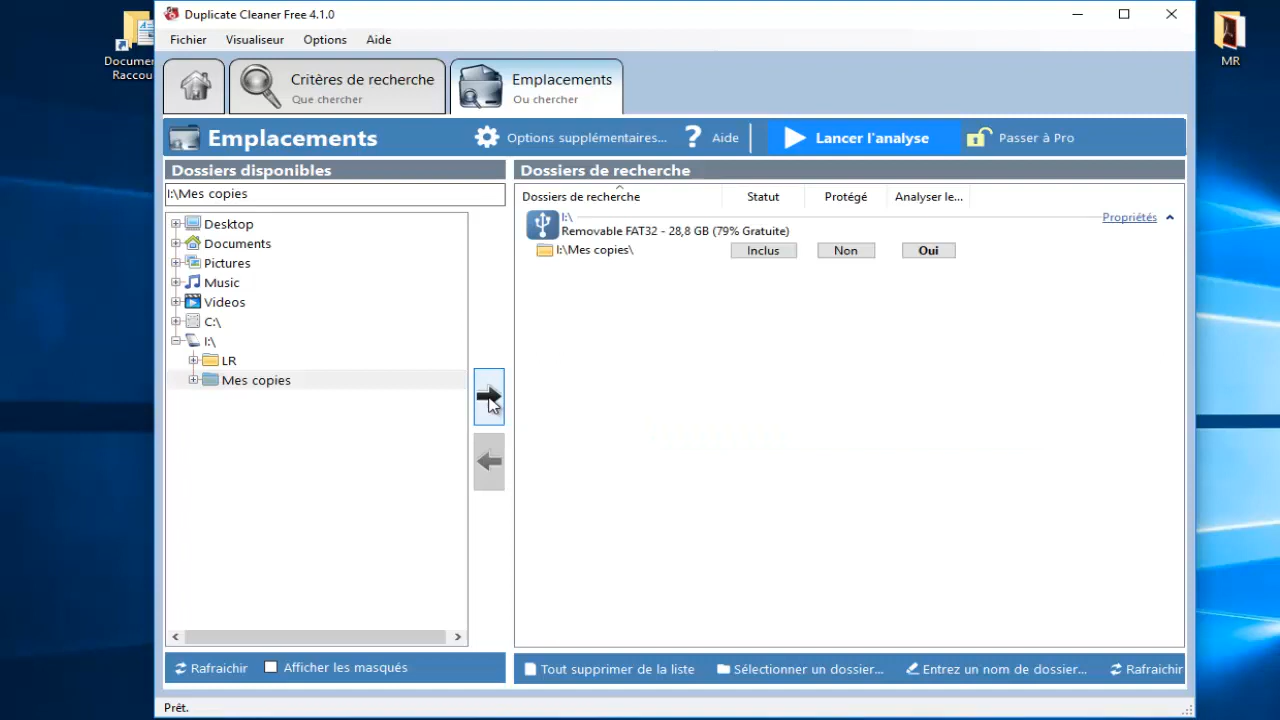 Documen
Raccou
MR
Duplicate Cleaner Free 4.1.0
Fichier Visualiseur Options Aide
Critères de recherche
Que chercher
Emplacements
Ou chercher
Emplacements
Options supplémentaires...
? Aide
Lancer l'analyse
Passer à Pro
Dossiers disponibles
I:\Mes copies
Desktop
Documents
Pictures
Music
Videos
C:\
I:\
LR
Mes copies
Rafraichir
Afficher les masqués
Dossiers de recherche
Dossiers de recherche Statut Protégé Analyser le...
I:\
Propriétés
Removable FAT32 - 28,8 GB (79% Gratuite)
I:\Mes copies\ Inclus Non Oui
Tout supprimer de la liste
Sélectionner un dossier...
Entrez un nom de dossier...
Rafraichir
Prêt.